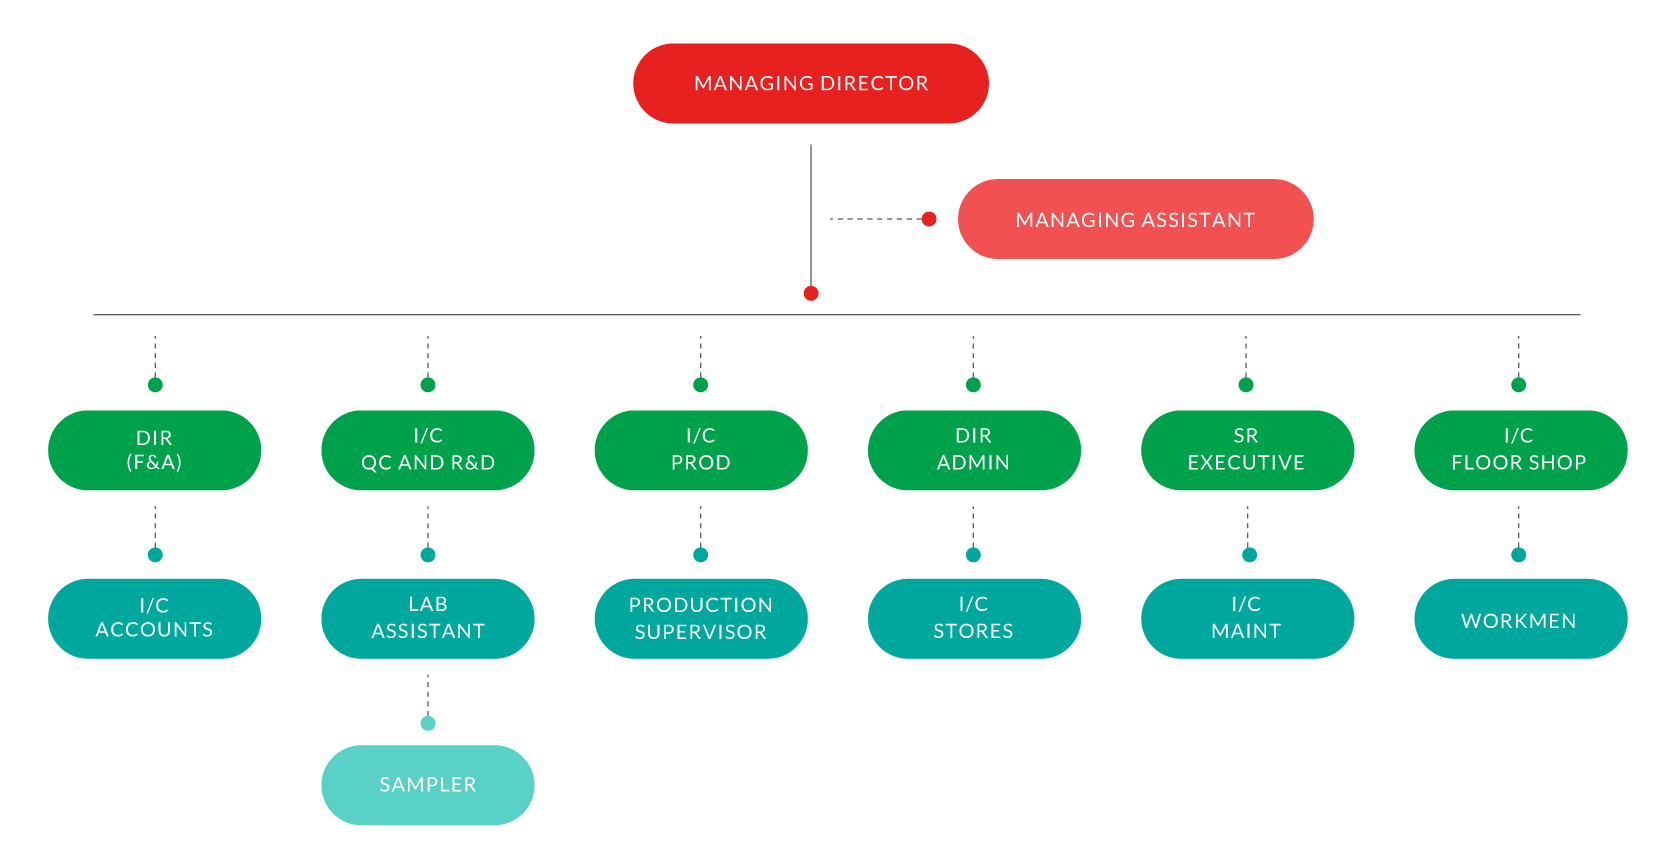 MANAGING DIRECTOR
MANAGING ASSISTANT
DIR
(F&A)
I/C
QC AND R&D
I/C
PROD
DIR
ADMIN
SR
EXECUTIVE
I/C
FLOOR SHOP
I/C
ACCOUNTS
LAB
ASSISTANT
PRODUCTION
SUPERVISOR
I/C
STORES
I/C
MAINT
WORKMEN
SAMPLER